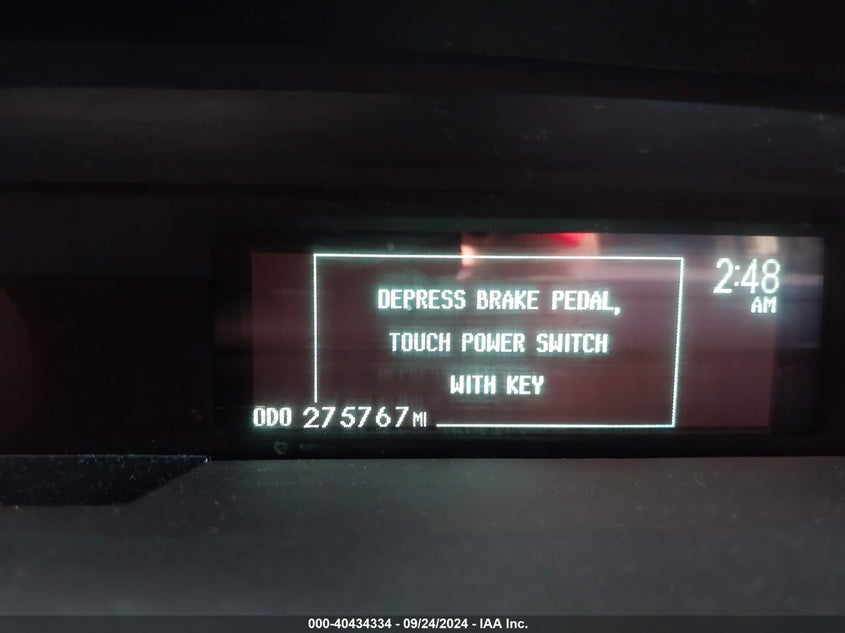 2:48
AM
DEPRESS BRAKE PEDAL,
TOUCH POWER SWITCH
WITH KEY
ODO 275767 MI
000-40434334 - 09/24/2024 - IAA Inc.